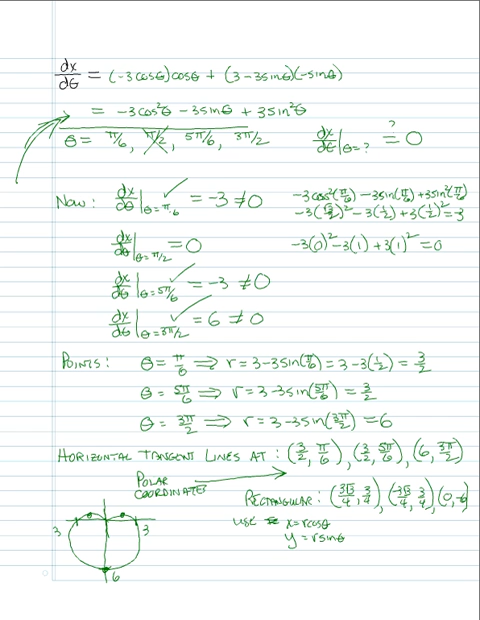 dx/dθ = (-3cosθ)cosθ + (3-3sinθ)(-sinθ)
= -3cos²θ - 3sinθ + 3sin²θ
θ = π/6, π/2, 5π/6, 3π/2
dx/dθ|θ=? ?= 0
Now: dx/dθ|θ=π/6 = -3 ≠ 0
-3cos²(π/6) - 3sin(π/6) + 3sin²(π/6)
-3(√3/2)² - 3(1/2) + 3(1/2)² = -3
dx/dθ|θ=π/2 = 0
-3(0)² - 3(1) + 3(1)² = 0
dx/dθ|θ=5π/6 = -3 ≠ 0
dx/dθ|θ=3π/2 = 6 ≠ 0
Points: θ = π/6 ⟹ r = 3-3sin(π/6) = 3-3(1/2) = 3/2
θ = 5π/6 ⟹ r = 3-3sin(5π/6) = 3/2
θ = 3π/2 ⟹ r = 3-3sin(3π/2) = 6
HORIZONTAL TANGENT LINES AT: (3/2, π/6), (3/2, 5π/6), (6, 3π/2)
POLAR
COORDINATES
RECTANGULAR: (3√3/4, 3/4), (-3√3/4, 3/4), (0, -6)
USE x = rcosθ
y = rsinθ
3
3
6